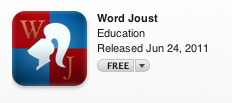 W
J
Word Joust
Education
Released Jun 24, 2011
FREE